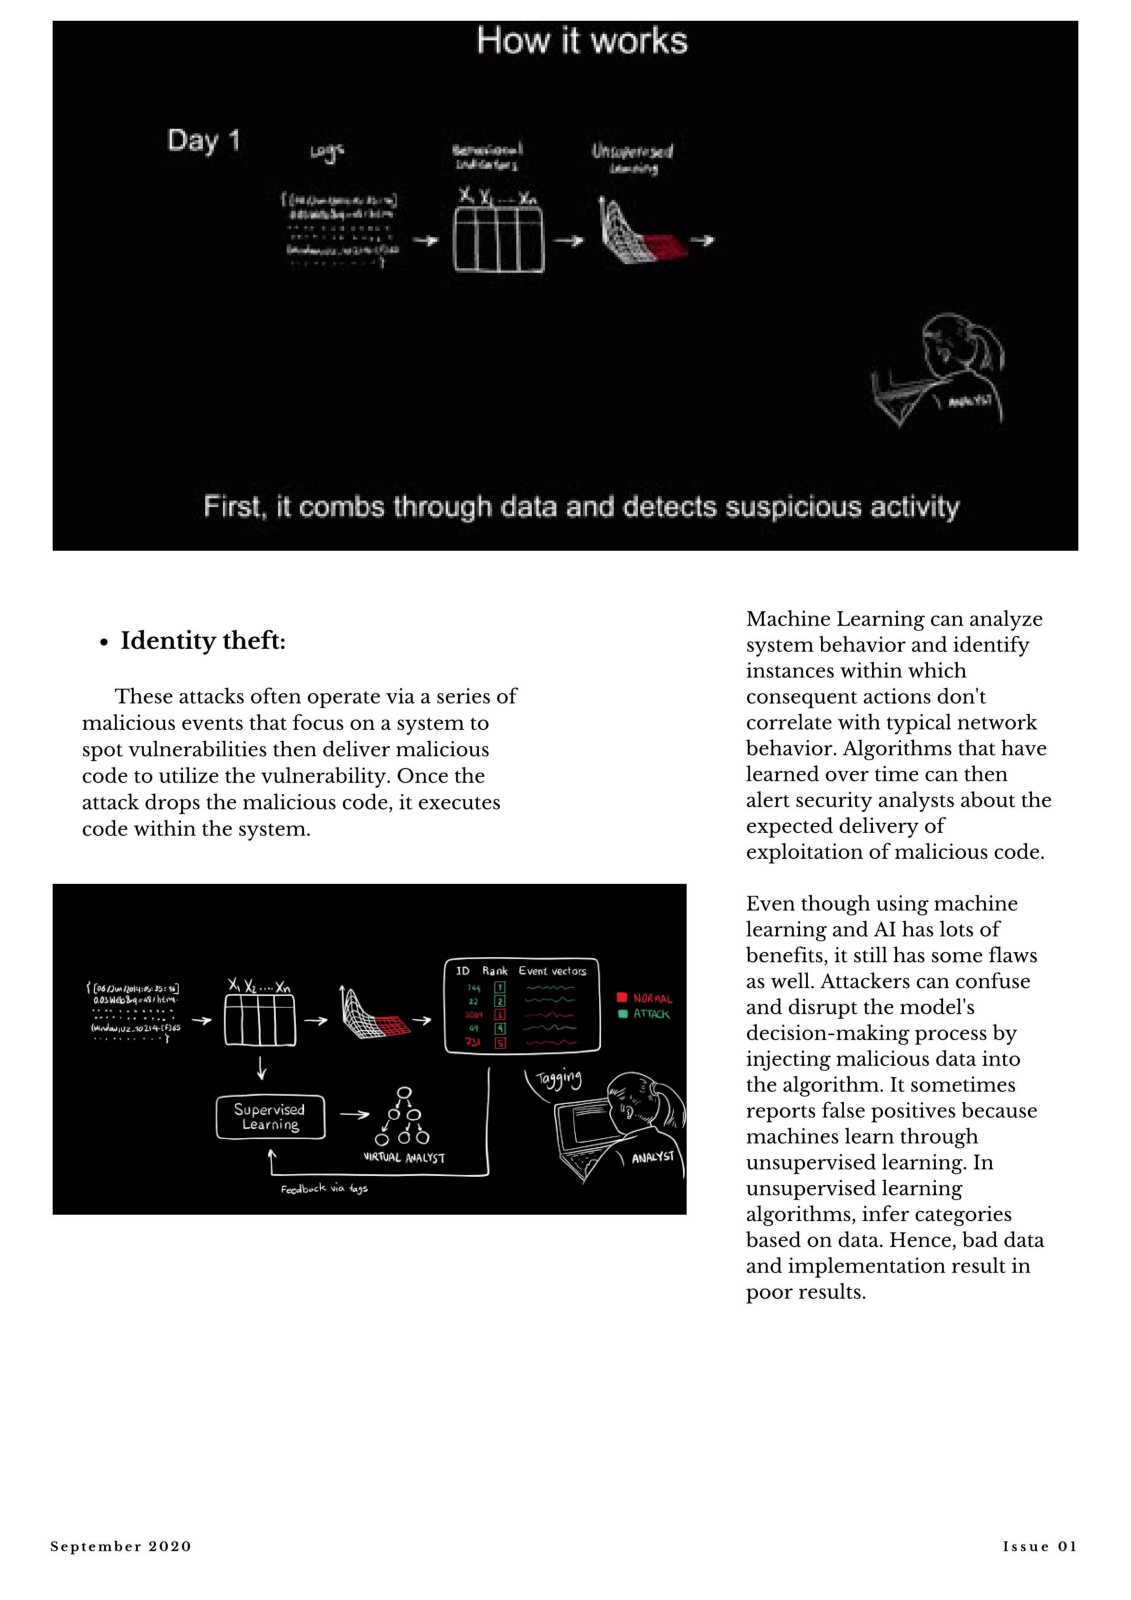 How it works
Day 1
Logs
Behavioral
Indicators
Unsupervised
Learning
X₁ X₂ .... Xn
ANALYST
First, it combs through data and detects suspicious activity
• Identity theft:
These attacks often operate via a series of
malicious events that focus on a system to
spot vulnerabilities then deliver malicious
code to utilize the vulnerability. Once the
attack drops the malicious code, it executes
code within the system.
X₁ X₂ .... Xn
ID Rank Event vectors
144 1
22 2
3054 3
49 4
731 5
NORMAL
ATTACK
Tagging
Supervised
Learning
VIRTUAL ANALYST
ANALYST
Feedback via tags
Machine Learning can analyze
system behavior and identify
instances within which
consequent actions don't
correlate with typical network
behavior. Algorithms that have
learned over time can then
alert security analysts about the
expected delivery of
exploitation of malicious code.
Even though using machine
learning and AI has lots of
benefits, it still has some flaws
as well. Attackers can confuse
and disrupt the model's
decision-making process by
injecting malicious data into
the algorithm. It sometimes
reports false positives because
machines learn through
unsupervised learning. In
unsupervised learning
algorithms, infer categories
based on data. Hence, bad data
and implementation result in
poor results.
September 2020
Issue 01